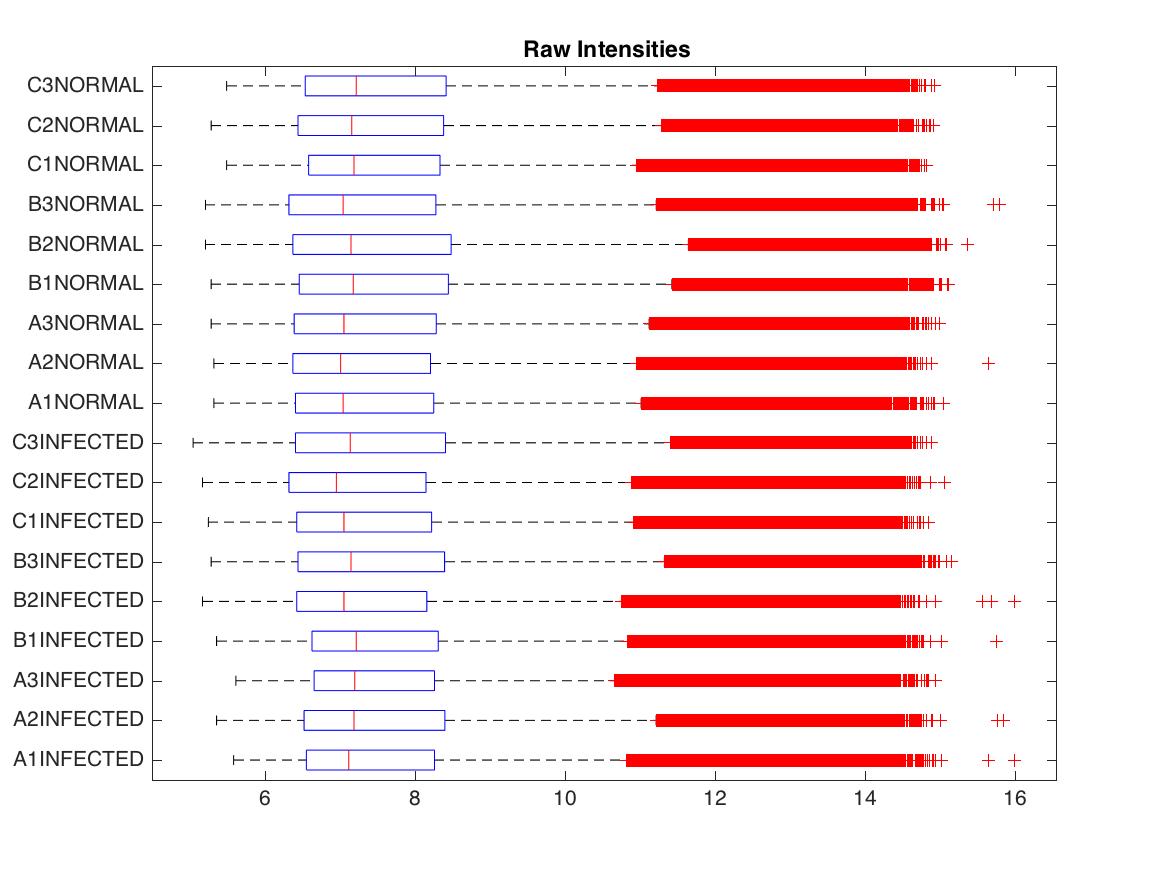 Raw Intensities
C3NORMAL
C2NORMAL
C1NORMAL
B3NORMAL
B2NORMAL
B1NORMAL
A3NORMAL
A2NORMAL
A1NORMAL
C3INFECTED
C2INFECTED
C1INFECTED
B3INFECTED
B2INFECTED
B1INFECTED
A3INFECTED
A2INFECTED
A1INFECTED
6 8 10 12 14 16